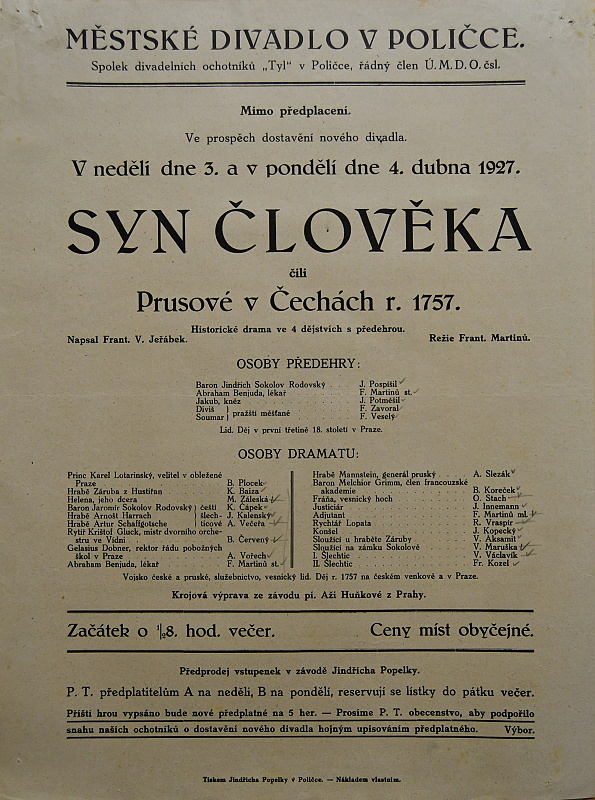 MĚSTSKÉ DIVADLO V POLIČCE.
Spolek divadelních ochotníků „Tyl“ v Poličce, řádný člen Ú. M. D. O. čsl.
Mimo předplacení.
Ve prospěch dostavění nového divadla.
V neděli dne 3. a v pondělí dne 4. dubna 1927.
SYN ČLOVĚKA
čili
Prusové v Čechách r. 1757.
Historické drama ve 4 dějstvích s předehrou.
Napsal Frant. V. Jeřábek. Režie Frant. Martinů.
OSOBY PŘEDEHRY:
Baron Jindřich Sokolov Rodovský . . . . J. Pospíšil
Abraham Benjuda, lékař . . . . F. Martinů st.
Jakub, kněz . . . . J. Potměšil
Diviš } pražští měšťané . . . . F. Zavoral
Soumar } F. Veselý
Lid. Děj v první třetině 18. století v Praze.
OSOBY DRAMATU:
Princ Karel Lotarinský, velitel v obležené
Praze B. Plocek
Hrabě Záruba z Hustířan K. Baiza
Helena, jeho dcera M. Záleská
Baron Jaromír Sokolov Rodovský } čeští K. Čápek
Hrabě Arnošt Harrach } šlech- J. Kalenský
Hrabě Artur Schaffgotsche } ticové A. Večeřa
Rytíř Krištof Gluck, mistr dvorního orche-
stru ve Vídni B. Červený
Gelasius Dobner, rektor řádu pobožných
škol v Praze A. Vořech
Abraham Benjuda, lékař F. Martinů st.
Hrabě Mannstein, generál pruský . A. Slezák
Baron Melchior Grimm, člen francouzské
akademie B. Koreček
Fráňa, vesnický hoch O. Stach
Justiciár J. Innemann
Adjutant F. Martinů ml.
Rychtář Lopata R. Vraspír
Konšel J. Kopecký
Sloužící u hraběte Záruby V. Aksamit
Sloužící na zámku Sokolové V. Maruška
I. Šlechtic V. Václavík
II. Šlechtic Fr. Kozel
Vojsko české a pruské, služebnictvo, vesnický lid. Děj r. 1757 na českém venkově a v Praze.
Krojová výprava ze závodu pí. Aži Huňkové z Prahy.
Začátek o 1/2 8. hod. večer. Ceny míst obyčejné.
Předprodej vstupenek v závodě Jindřicha Popelky.
P. T. předplatitelům A na neděli, B na pondělí, reservují se lístky do pátku večer.
Příští hrou vypsáno bude nové předplatné na 5 her. — Prosíme P. T. obecenstvo, aby podpořilo
snahu našich ochotníků o dostavění nového divadla hojným upisováním předplatného. Výbor.
Tiskem Jindřicha Popelky v Poličce. — Nákladem vlastním.